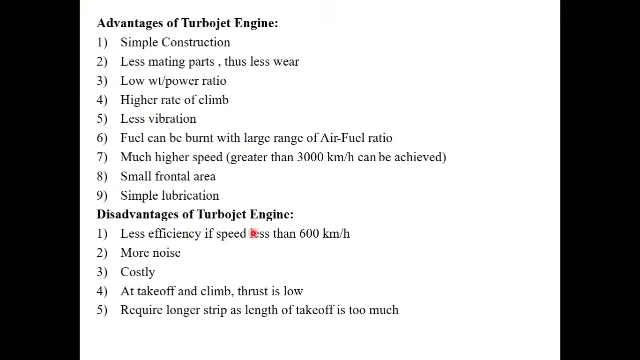 Advantages of Turbojet Engine:
1) Simple Construction
2) Less mating parts , thus less wear
3) Low wt/power ratio
4) Higher rate of climb
5) Less vibration
6) Fuel can be burnt with large range of Air-Fuel ratio
7) Much higher speed (greater than 3000 km/h can be achieved)
8) Small frontal area
9) Simple lubrication
Disadvantages of Turbojet Engine:
1) Less efficiency if speed less than 600 km/h
2) More noise
3) Costly
4) At takeoff and climb, thrust is low
5) Require longer strip as length of takeoff is too much